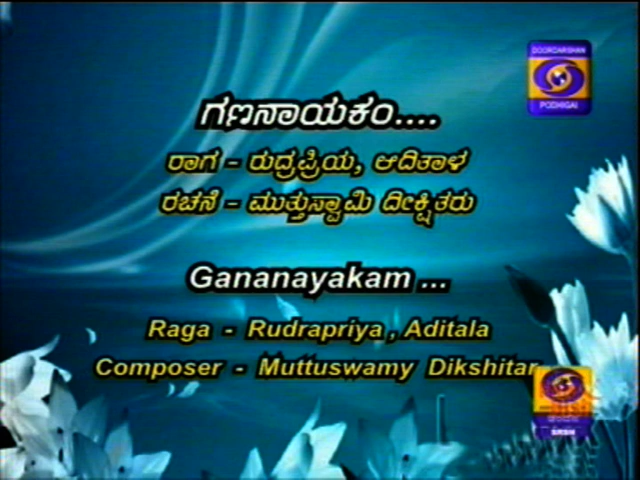 DOORDARSHAN
PODHIGAI
ಗಣನಾಯಕಂ....
ರಾಗ - ರುದ್ರಪ್ರಿಯ, ಆದಿತಾಳ
ರಚನೆ - ಮುತ್ತುಸ್ವಾಮಿ ದೀಕ್ಷಿತರು
Gananayakam ...
Raga - Rudrapriya , Aditala
Composer - Muttuswamy Dikshitar